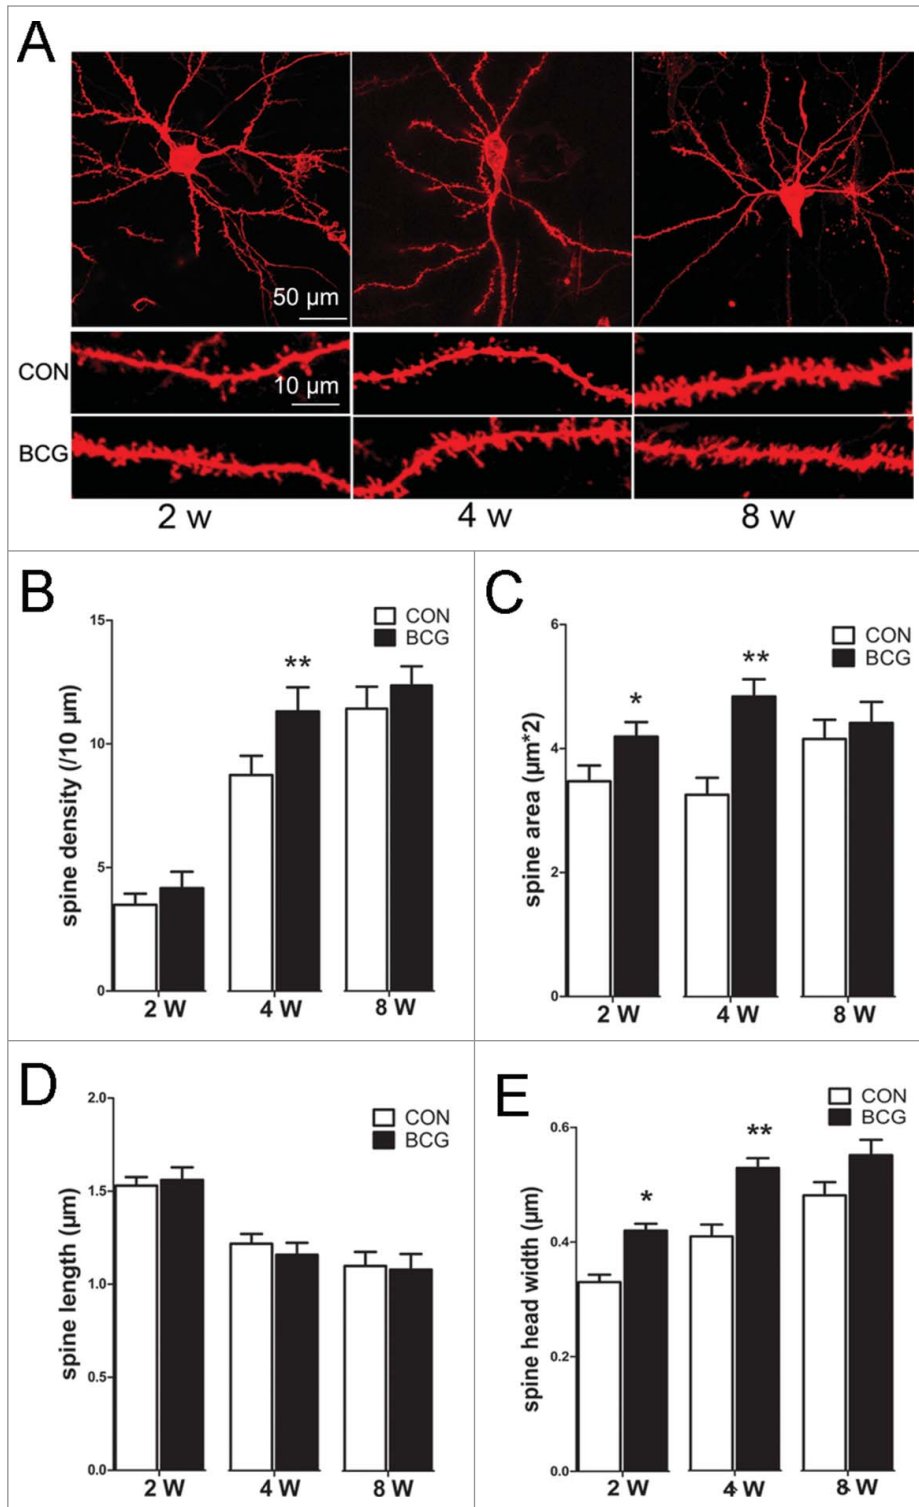 A
50 µm
CON
10 µm
BCG
2 w
4 w
8 w
B
CON
BCG
spine density (/10 µm)
15
10
5
0
**
2 W
4 W
8 W
C
CON
BCG
spine area (µm*2)
6
4
2
0
*
**
2 W
4 W
8 W
D
CON
BCG
spine length (µm)
2.0
1.5
1.0
0.5
0.0
2 W
4 W
8 W
E
CON
BCG
spine head width (µm)
0.6
0.4
0.2
0.0
*
**
2 W
4 W
8 W